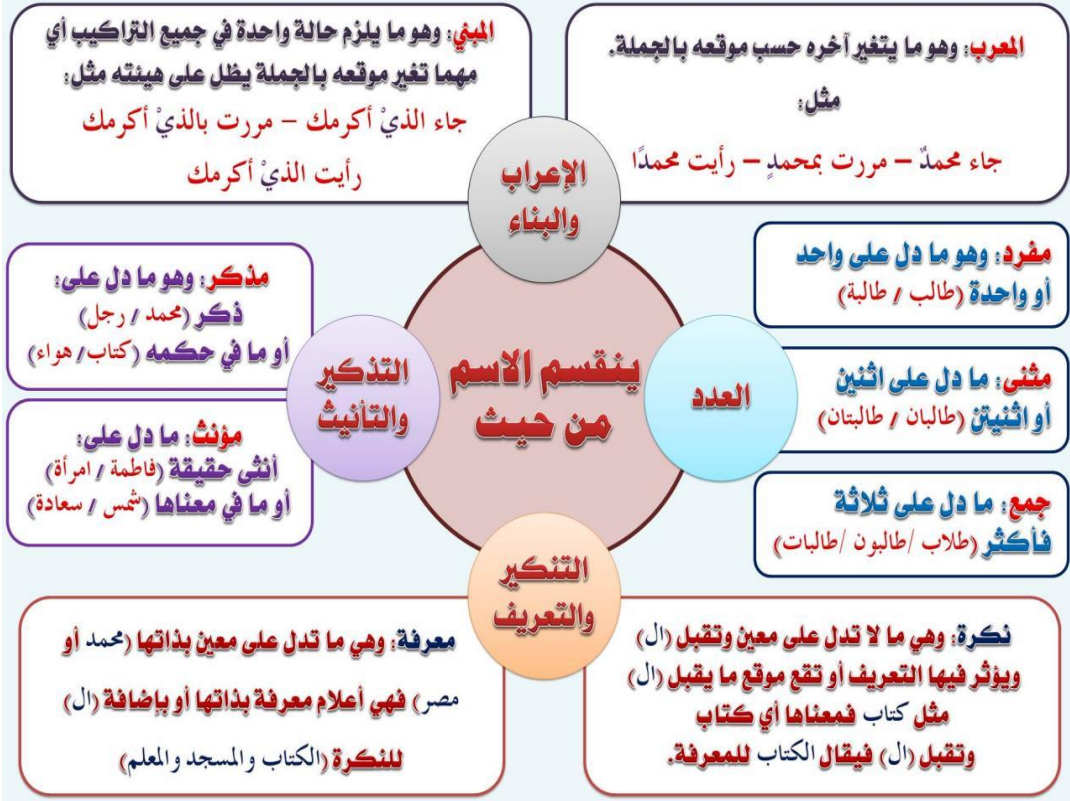 المعرب: وهو ما يتغير آخره حسب موقعه بالجملة.
مثل:
جاء محمدٌ – مررت بمحمدٍ – رأيت محمدًا
المبني: وهو ما يلزم حالة واحدة في جميع التراكيب أي
مهما تغير موقعه بالجملة يظل على هيئته مثل:
جاء الذيْ أكرمك – مررت بالذيْ أكرمك
رأيت الذيْ أكرمك
الإعراب
والبناء
ينقسم الاسم
من حيث
العدد
مفرد: وهو ما دل على واحد
أو واحدة (طالب / طالبة)
مثنى: ما دل على اثنين
أو اثنيتن (طالبان / طالبتان)
جمع: ما دل على ثلاثة
فأكثر (طلاب /طالبون /طالبات)
التذكير
والتأنيث
مذكر: وهو ما دل على:
ذكر (محمد / رجل)
أو ما في حكمه (كتاب/ هواء)
مؤنث: ما دل على:
أنثى حقيقة (فاطمة / امرأة)
أو ما في معناها (شمس / سعادة)
التنكير
والتعريف
نكرة: وهي ما لا تدل على معين وتقبل (ال)
ويؤثر فيها التعريف أو تقع موقع ما يقبل (ال)
مثل كتاب فمعناها أي كتاب
وتقبل (ال) فيقال الكتاب للمعرفة.
معرفة: وهي ما تدل على معين بذاتها (محمد أو
مصر) فهي أعلام معرفة بذاتها أو بإضافة (ال)
للنكرة (الكتاب والمسجد والمعلم)